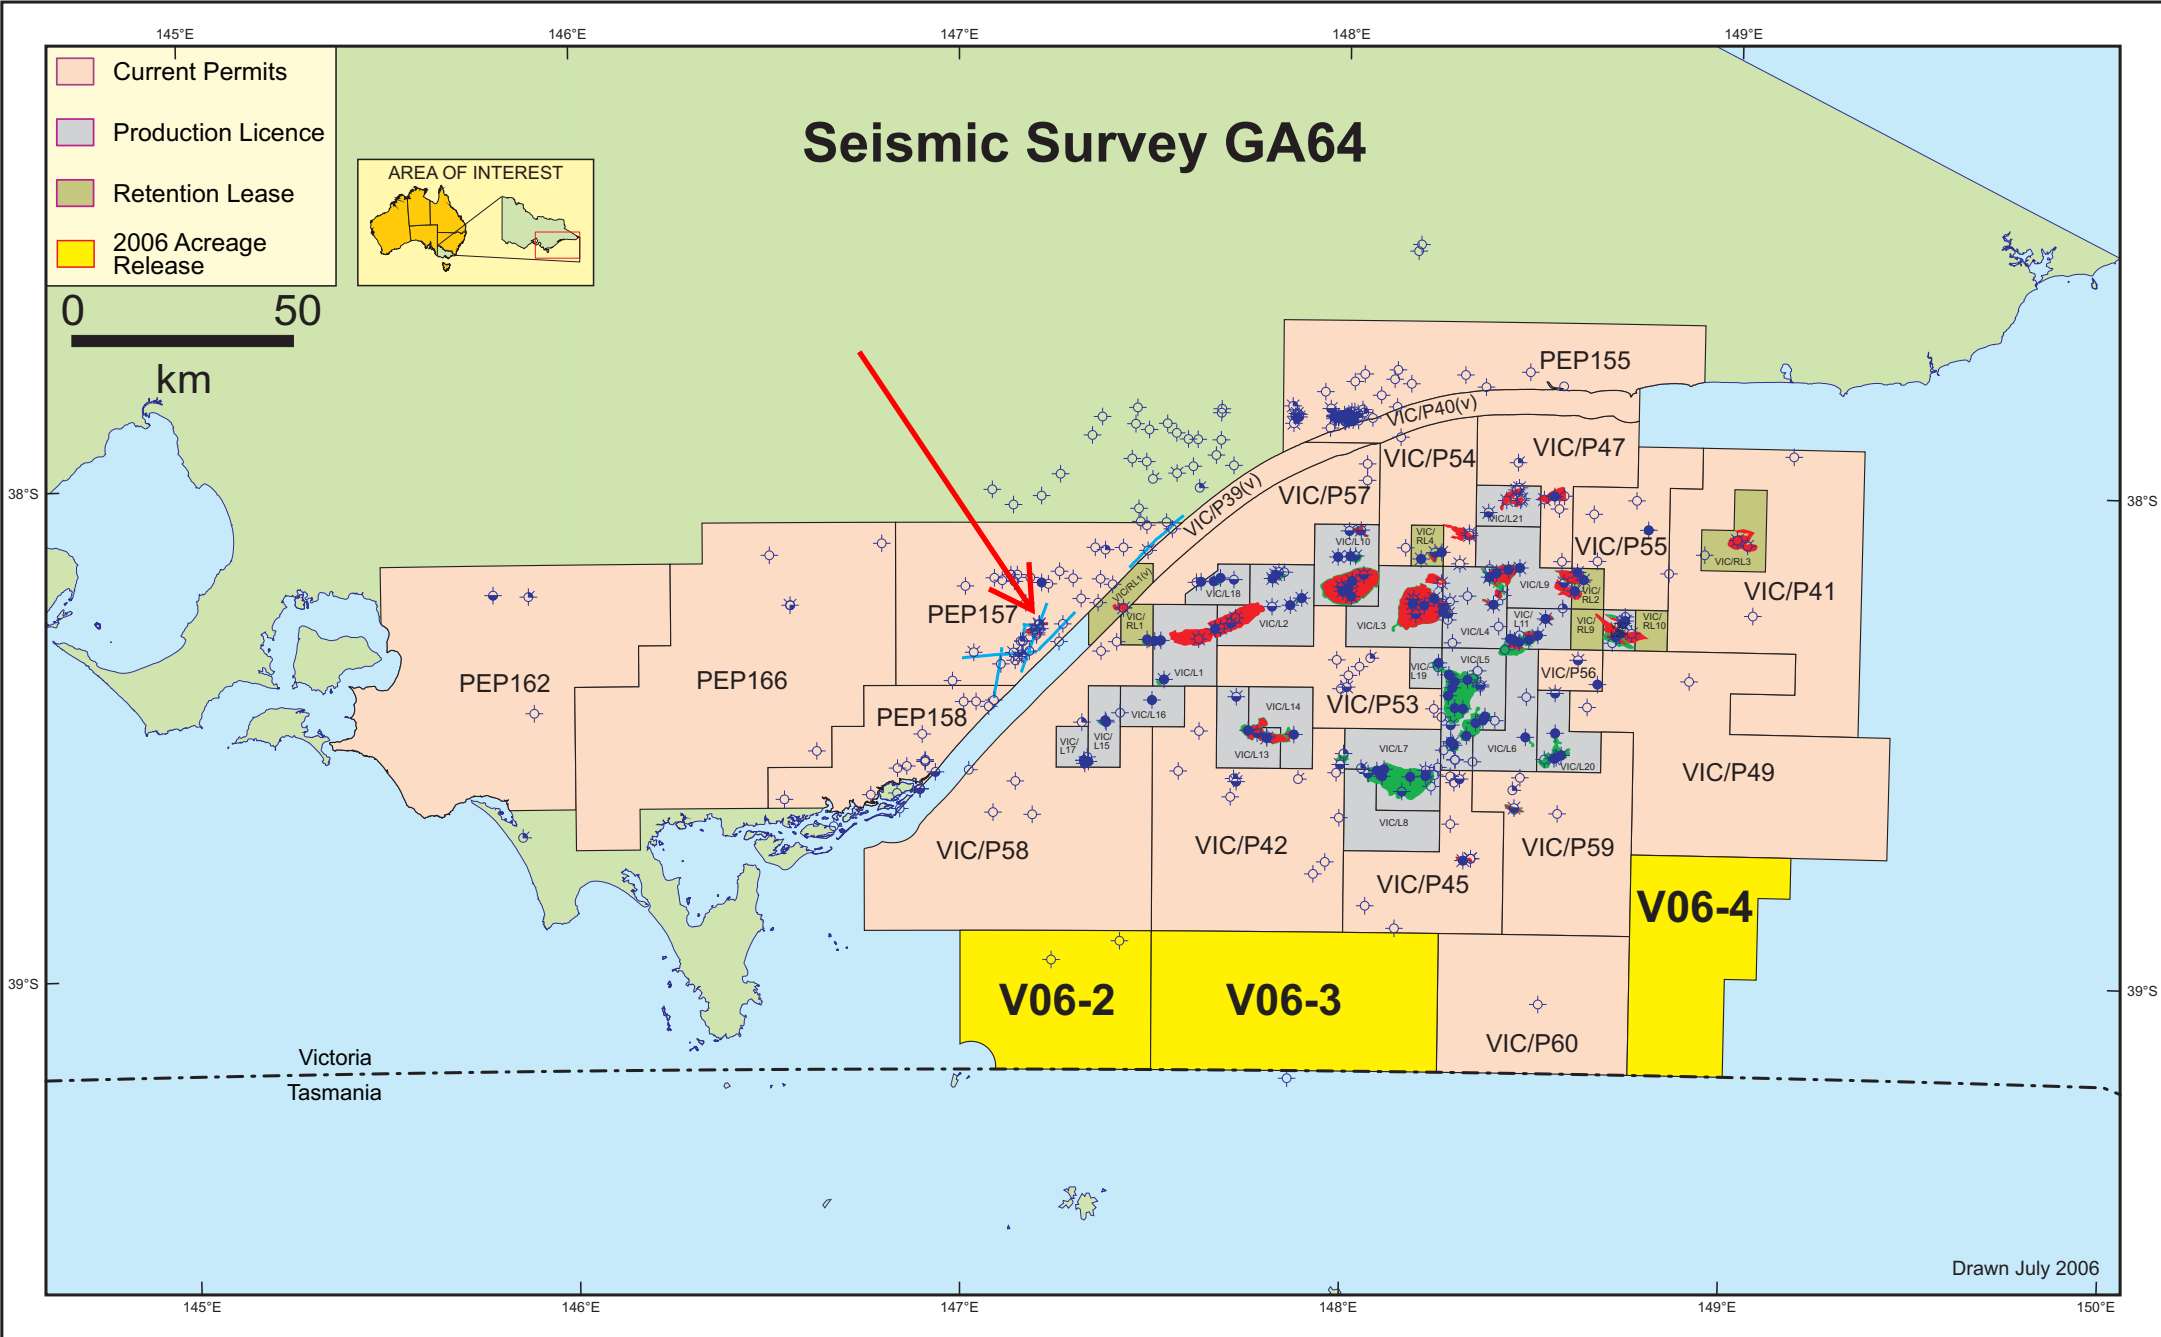 145°E
146°E
147°E
148°E
149°E
Current Permits
Production Licence
Retention Lease
2006 Acreage
Release
0
50
km
AREA OF INTEREST
Seismic Survey GA64
38°S
38°S
39°S
39°S
PEP155
VIC/P40(v)
VIC/P39(v)
VIC/P54
VIC/P47
VIC/P57
VIC/L21
VIC/L10
VIC/
RL4
VIC/P55
VIC/RL3
VIC/P41
VIC/RL1(v)
VIC/L18
VIC/L9
VIC/
RL2
PEP157
VIC/
RL1
VIC/L2
VIC/L3
VIC/L4
VIC/
L11
VIC/
RL9
VIC/
RL10
PEP162
PEP166
VIC/L1
VIC/
L19
VIC/L5
VIC/P56
PEP158
VIC/L16
VIC/L14
VIC/P53
VIC/
L17
VIC/
L15
VIC/L13
VIC/L7
VIC/L6
VIC/L20
VIC/P49
VIC/L8
VIC/P58
VIC/P42
VIC/P59
VIC/P45
V06-4
V06-2
V06-3
VIC/P60
Victoria
Tasmania
Drawn July 2006
145°E
146°E
147°E
148°E
149°E
150°E